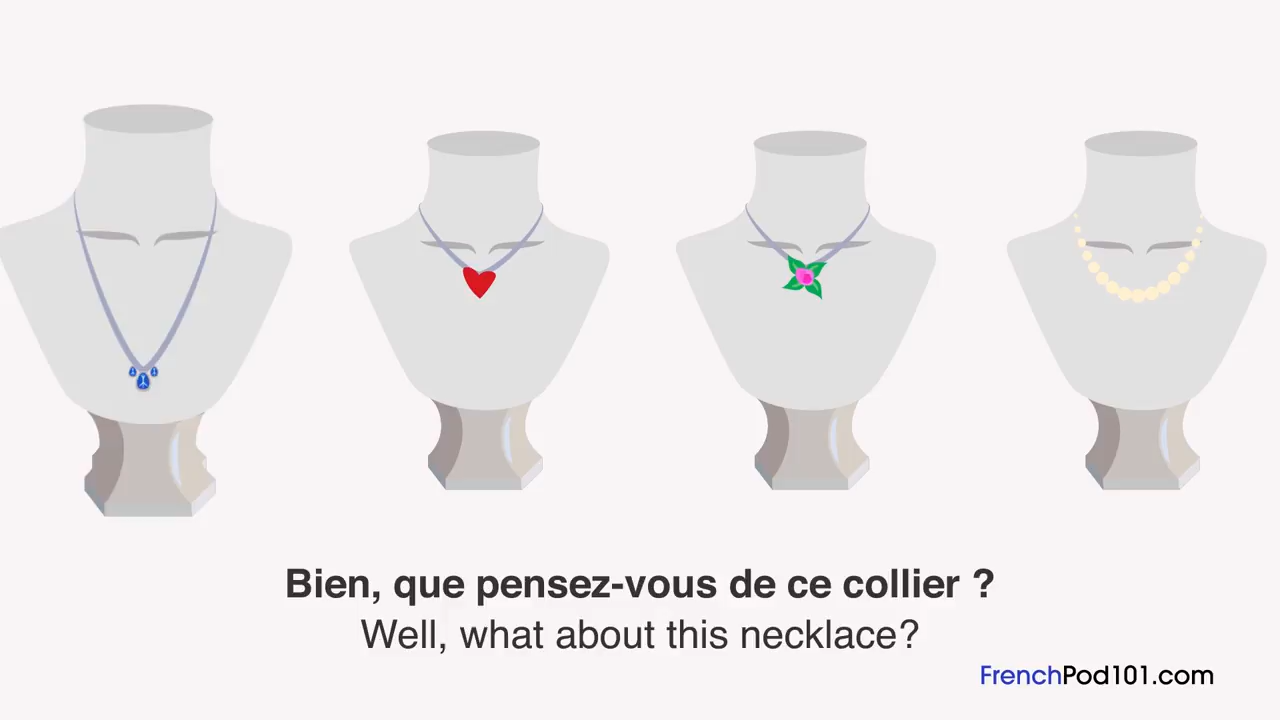 Bien, que pensez-vous de ce collier ?
Well, what about this necklace?
FrenchPod101.com